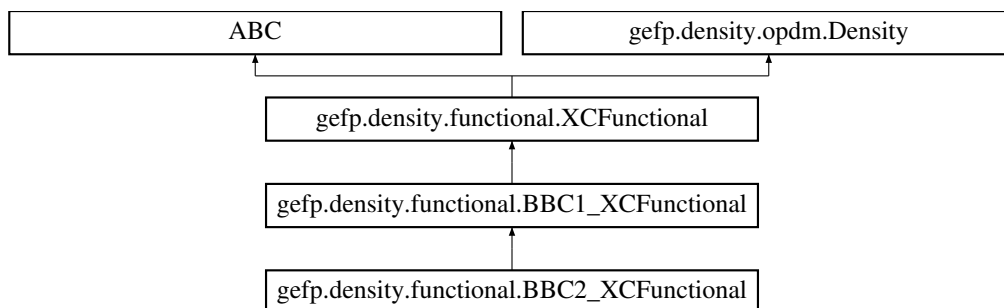 ABC
gefp.density.opdm.Density
gefp.density.functional.XCFunctional
gefp.density.functional.BBC1_XCFunctional
gefp.density.functional.BBC2_XCFunctional